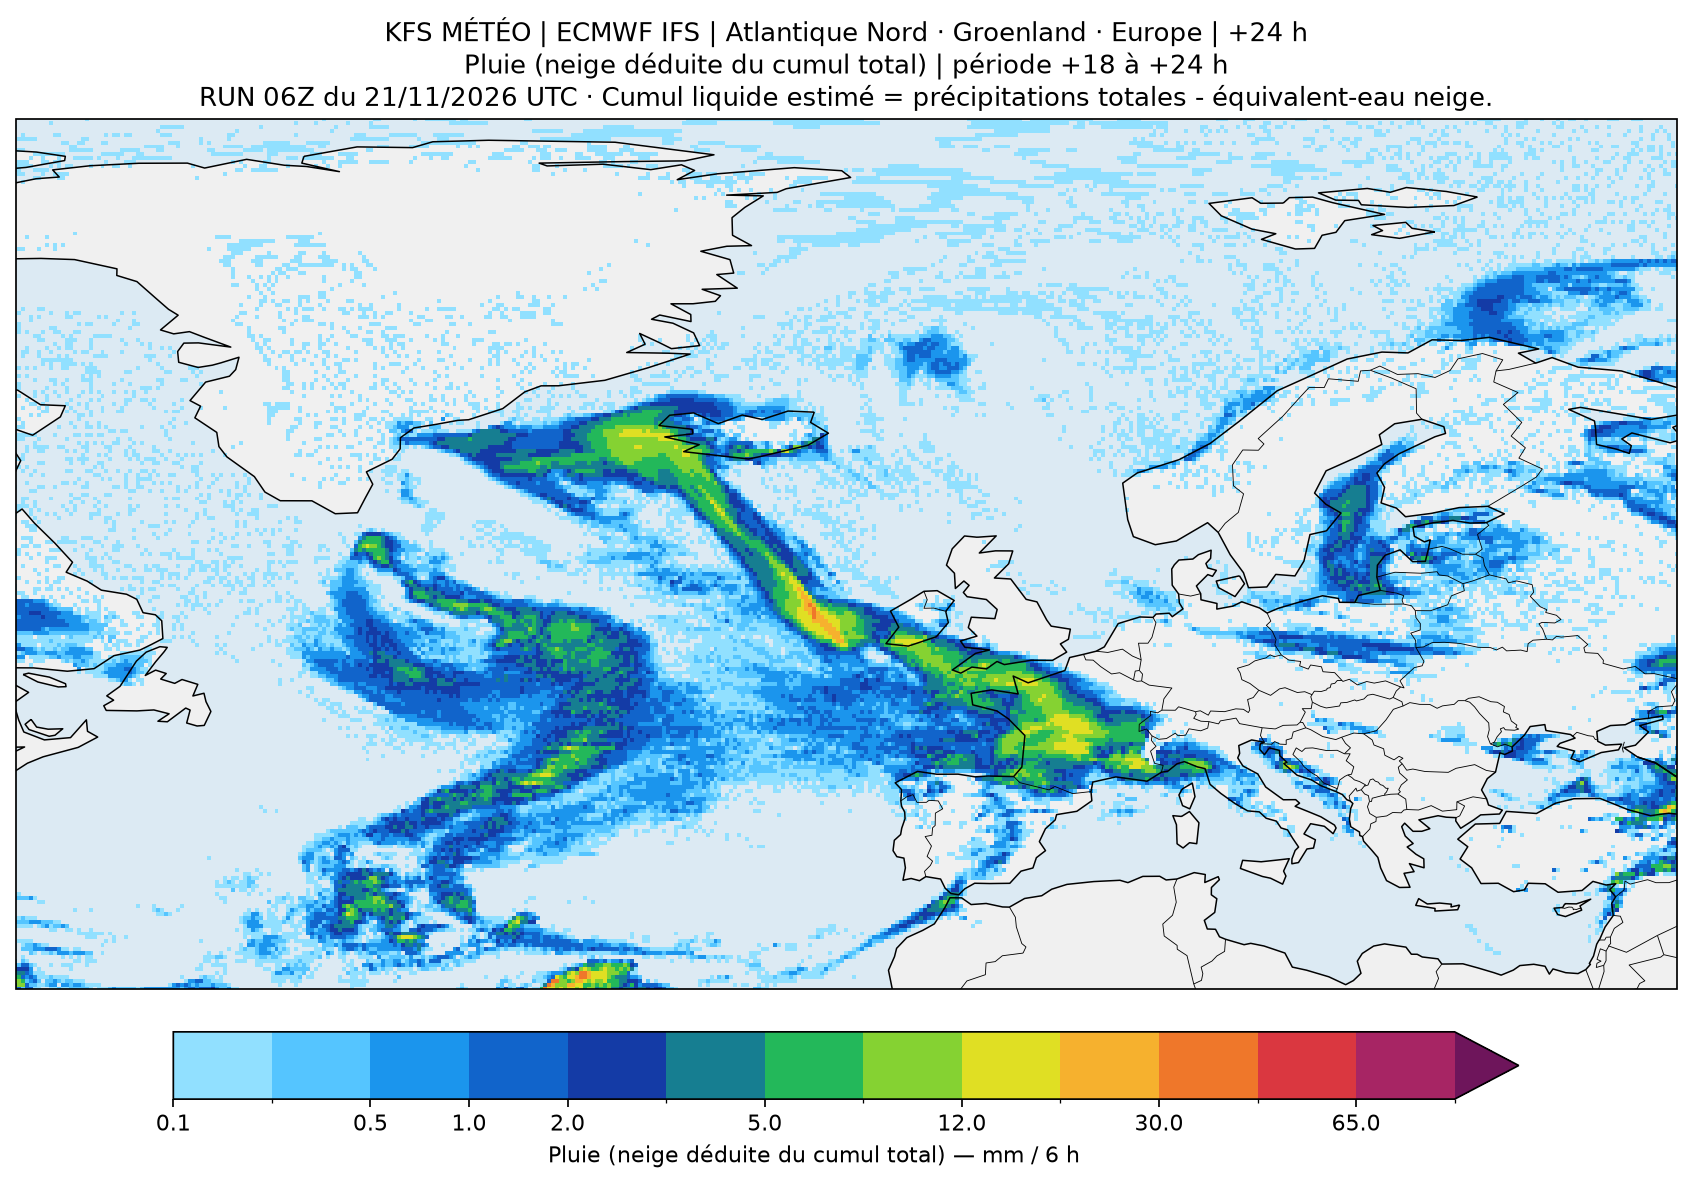 KFS MÉTÉO | ECMWF IFS | Atlantique Nord · Groenland · Europe | +24 h
Pluie (neige déduite du cumul total) | période +18 à +24 h
RUN 06Z du 21/11/2026 UTC · Cumul liquide estimé = précipitations totales - équivalent-eau neige.
0.1 0.5 1.0 2.0 5.0 12.0 30.0 65.0
Pluie (neige déduite du cumul total) — mm / 6 h